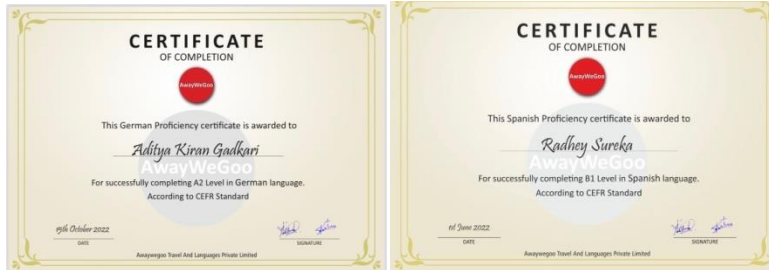 CERTIFICATE
OF COMPLETION
AwayWeGoo
This German Proficiency certificate is awarded to
Aditya Kiran Gadkari
AwayWeGoo
For successfully completing A2 Level in German language.
According to CEFR Standard
15th October 2022
DATE
SIGNATURE
Awaywegoo Travel And Languages Private Limited
CERTIFICATE
OF COMPLETION
AwayWeGoo
This Spanish Proficiency certificate is awarded to
Radhey Sureka
AwayWeGoo
For successfully completing B1 Level in Spanish language.
According to CEFR Standard
1st June 2022
DATE
SIGNATURE
Awaywegoo Travel And Languages Private Limited